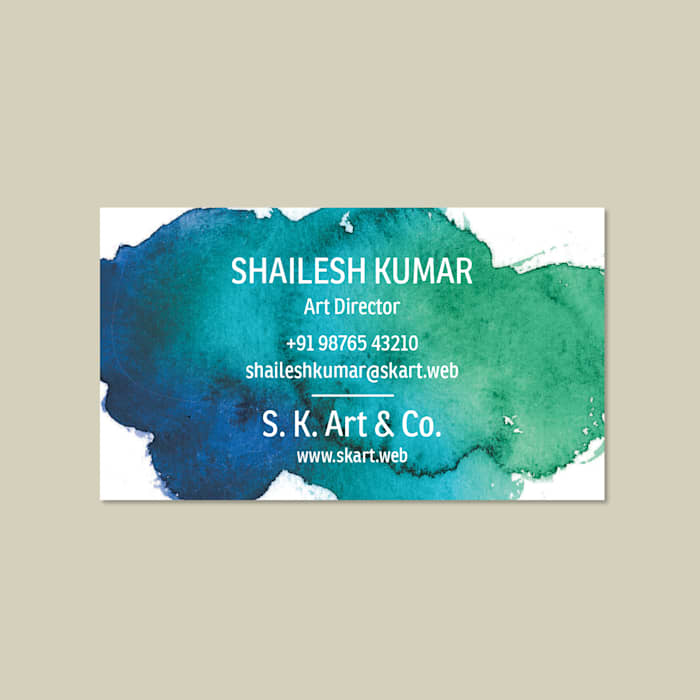 SHAILESH KUMAR
Art Director
+91 98765 43210
shaileshkumar@skart.web
S. K. Art & Co.
www.skart.web